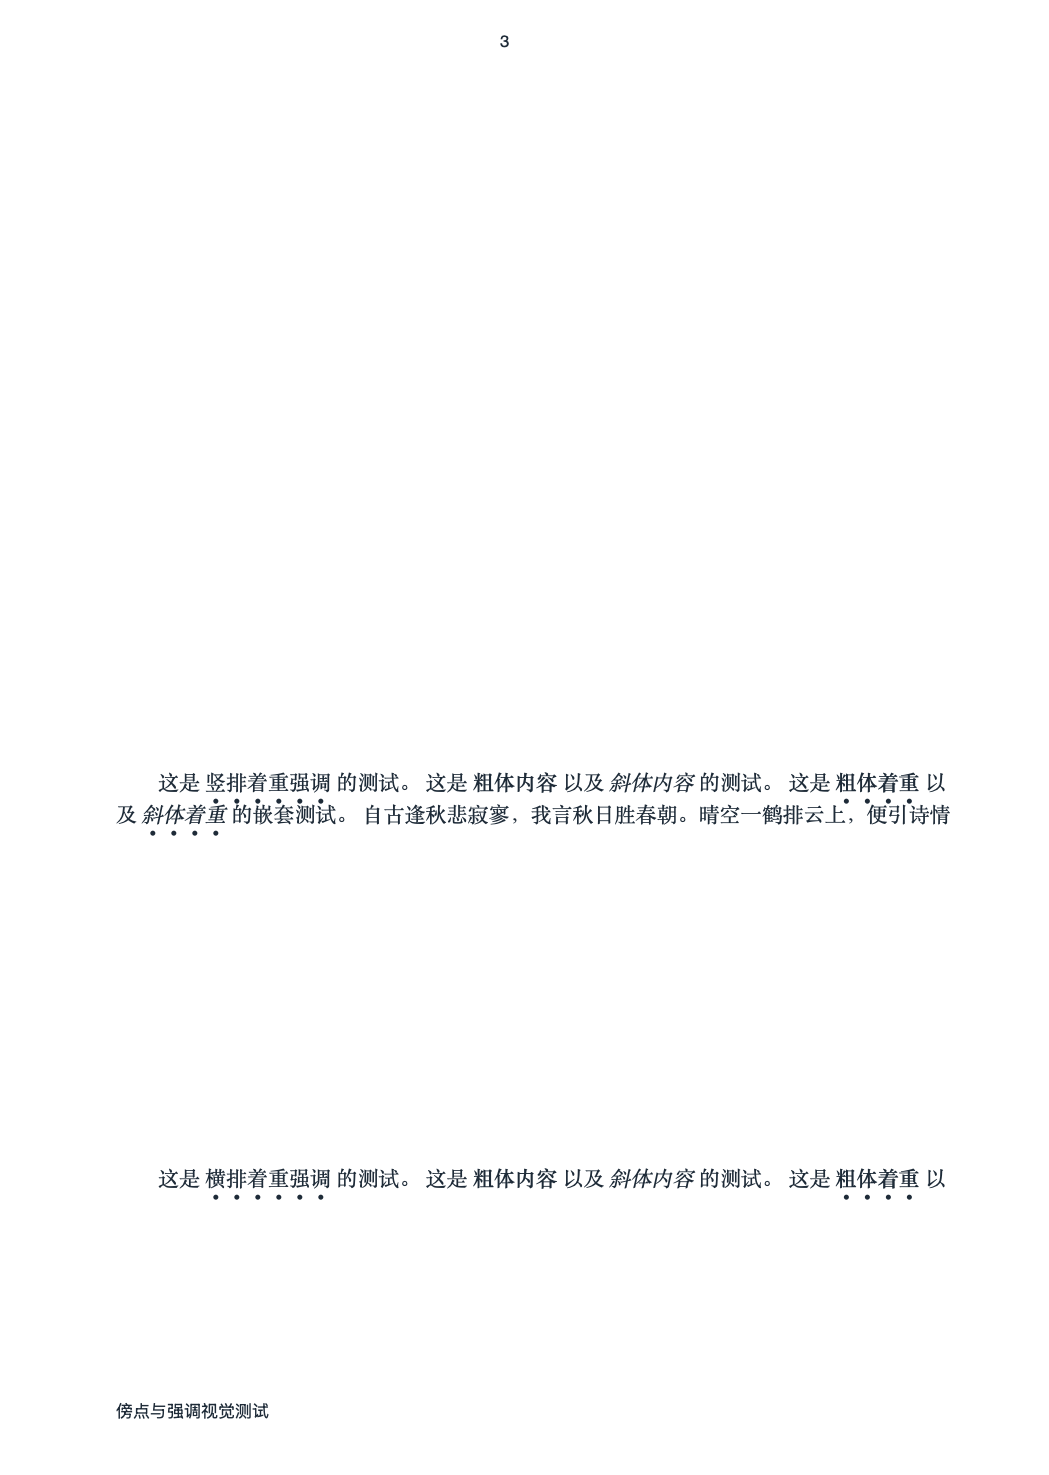 3
这是 竖排着重强调 的测试。 这是 粗体内容 以及 斜体内容 的测试。 这是 粗体着重 以
及 斜体着重 的嵌套测试。 自古逢秋悲寂寥，我言秋日胜春朝。晴空一鹤排云上，便引诗情
这是 横排着重强调 的测试。 这是 粗体内容 以及 斜体内容 的测试。 这是 粗体着重 以
傍点与强调视觉测试